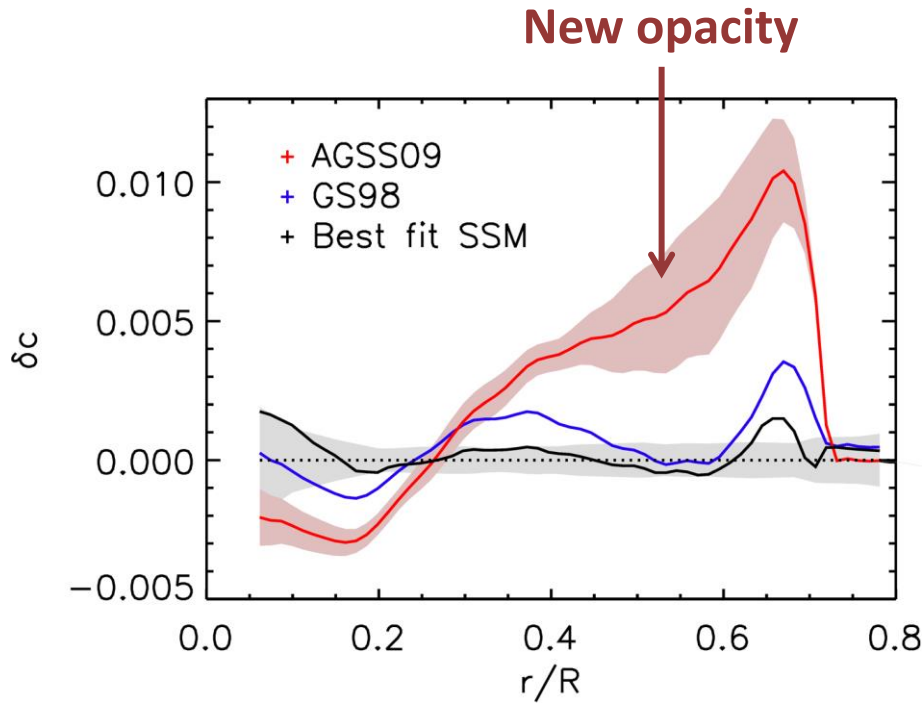 New opacity
+ AGSS09
+ GS98
+ Best fit SSM
0.010
0.005
0.000
−0.005
δc
0.0
0.2
0.4
0.6
0.8
r/R